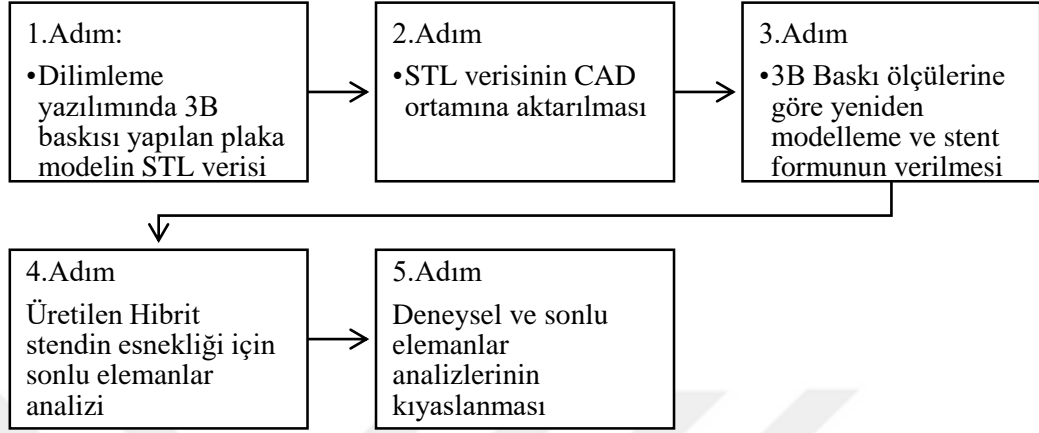 1.Adım:
•Dilimleme
yazılımında 3B
baskısı yapılan plaka
modelin STL verisi
2.Adım
•STL verisinin CAD
ortamına aktarılması
3.Adım
•3B Baskı ölçülerine
göre yeniden
modelleme ve stent
formunun verilmesi
4.Adım
Üretilen Hibrit
stendin esnekliği için
sonlu elemanlar
analizi
5.Adım
Deneysel ve sonlu
elemanlar
analizlerinin
kıyaslanması